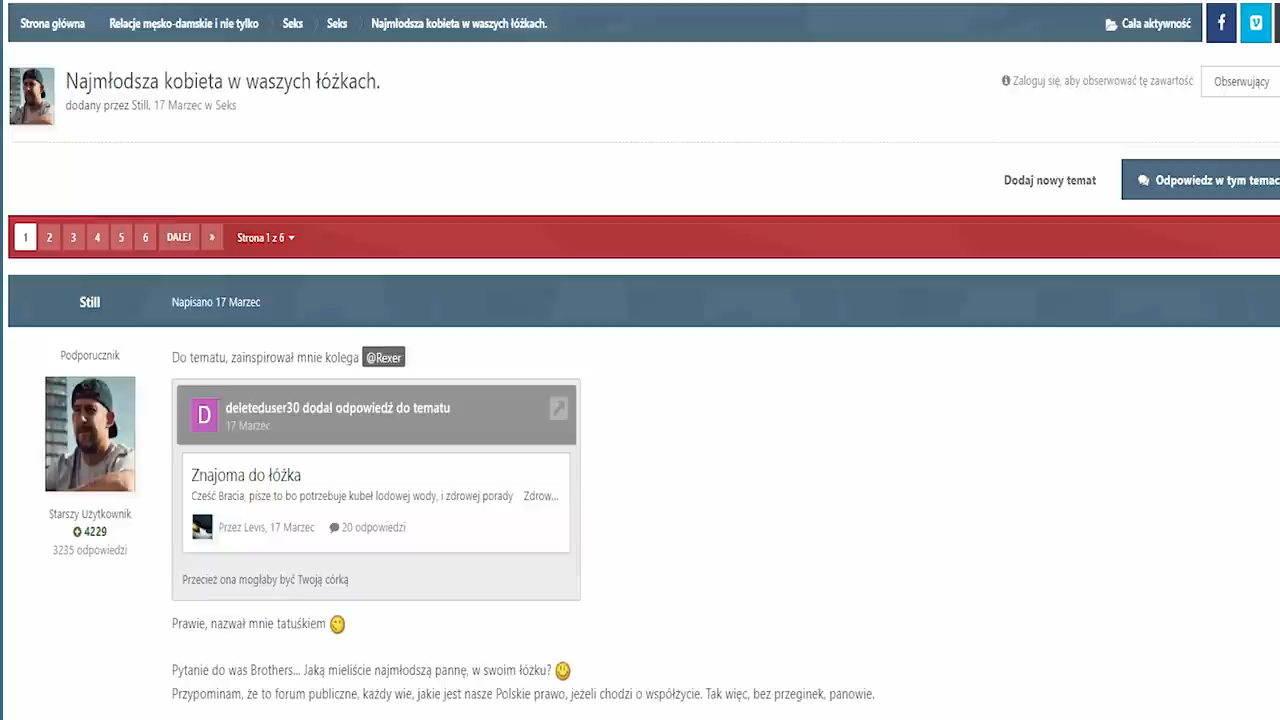 Strona główna Relacje męsko-damskie i nie tylko Seks Seks Najmłodsza kobieta w waszych łóżkach. Cała aktywność
Najmłodsza kobieta w waszych łóżkach.
dodany przez Still, 17 Marzec w Seks
Zaloguj się, aby obserwować tę zawartość Obserwujący
Dodaj nowy temat Odpowiedz w tym temac
1 2 3 4 5 6 DALEJ » Strona 1 z 6
Still Napisano 17 Marzec
Podporucznik
Starszy Użytkownik
4229
3235 odpowiedzi
Do tematu, zainspirował mnie kolega @Rexer
D deleteduser30 dodał odpowiedź do tematu
17 Marzec
Znajoma do łóżka
Cześć Bracia, pisze to bo potrzebuje kubeł lodowej wody, i zdrowej porady Zdrow...
Przez Levis, 17 Marzec 20 odpowiedzi
Przecież ona mogłaby być Twoją córką
Prawie, nazwał mnie tatuśkiem
Pytanie do was Brothers... Jaką mieliście najmłodszą pannę, w swoim łóżku?
Przypominam, że to forum publiczne, każdy wie, jakie jest nasze Polskie prawo, jeżeli chodzi o współżycie. Tak więc, bez przeginek, panowie.